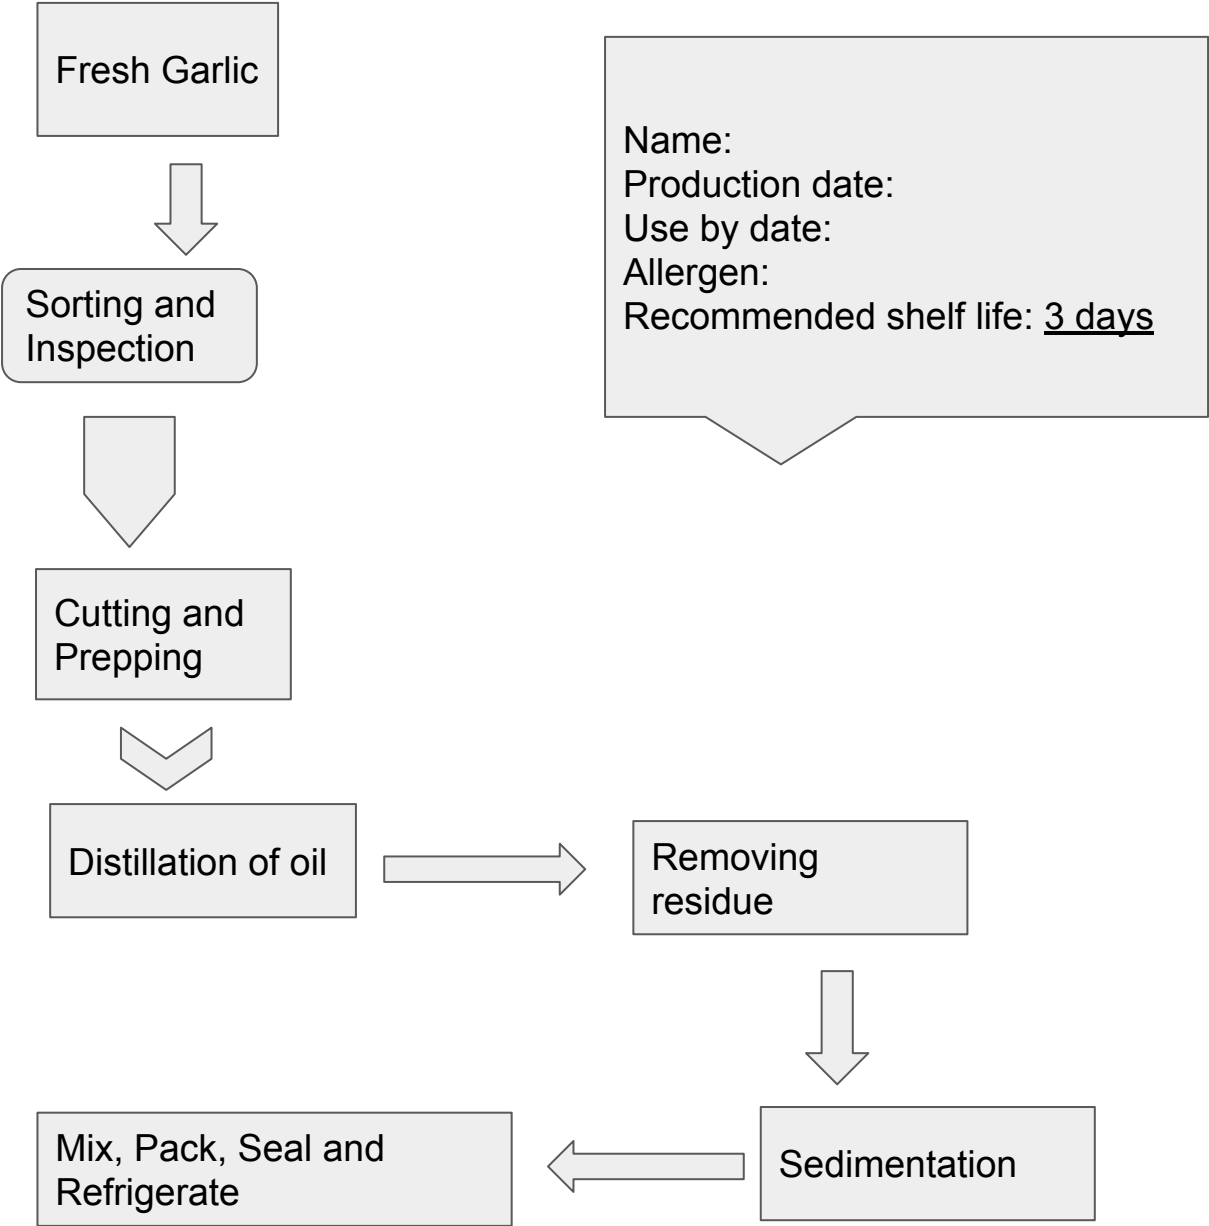 Fresh Garlic
Name:
Production date:
Use by date:
Allergen:
Recommended shelf life: 3 days
Sorting and
Inspection
Cutting and
Prepping
Distillation of oil
Removing
residue
Sedimentation
Mix, Pack, Seal and
Refrigerate